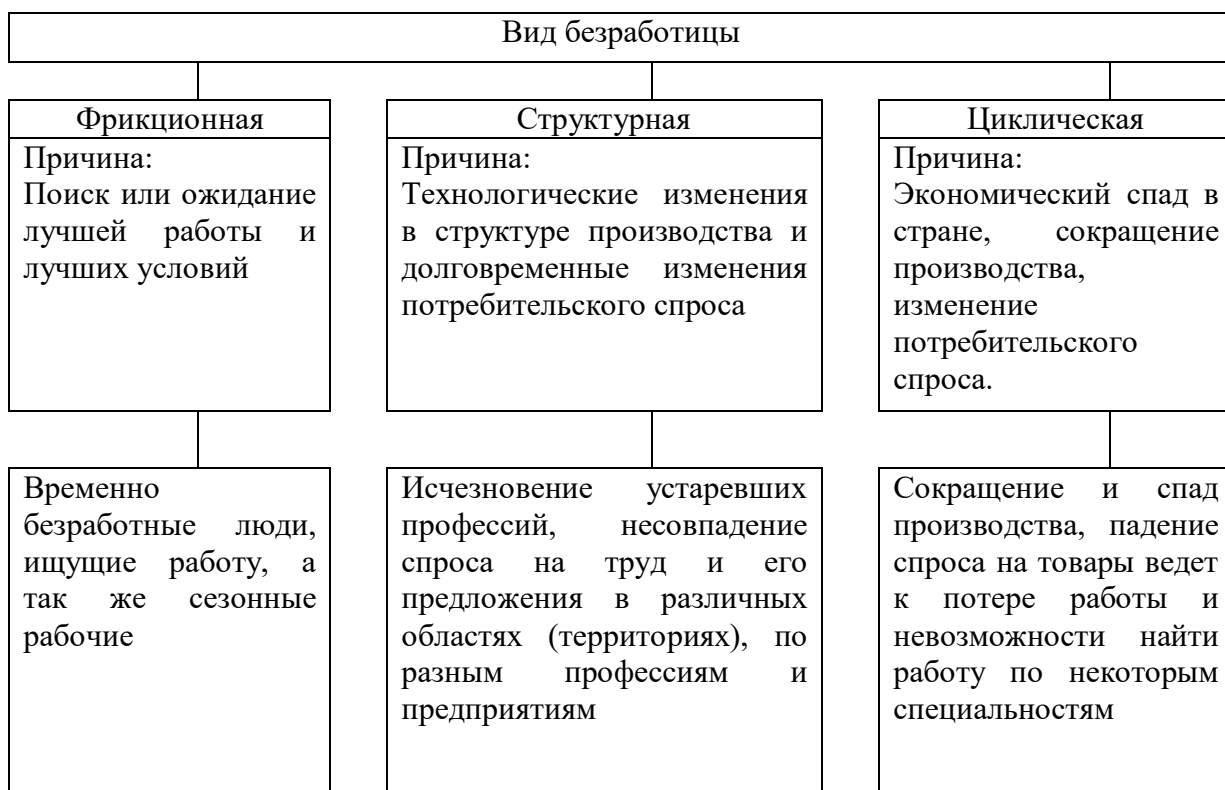 Вид безработицы
Фрикционная
Причина:
Поиск или ожидание
лучшей работы и
лучших условий
Структурная
Причина:
Технологические изменения
в структуре производства и
долговременные изменения
потребительского спроса
Циклическая
Причина:
Экономический спад в
стране, сокращение
производства,
изменение
потребительского
спроса.
Временно
безработные люди,
ищущие работу, а
так же сезонные
рабочие
Исчезновение устаревших
профессий, несовпадение
спроса на труд и его
предложения в различных
областях (территориях), по
разным профессиям и
предприятиям
Сокращение и спад
производства, падение
спроса на товары ведет
к потере работы и
невозможности найти
работу по некоторым
специальностям